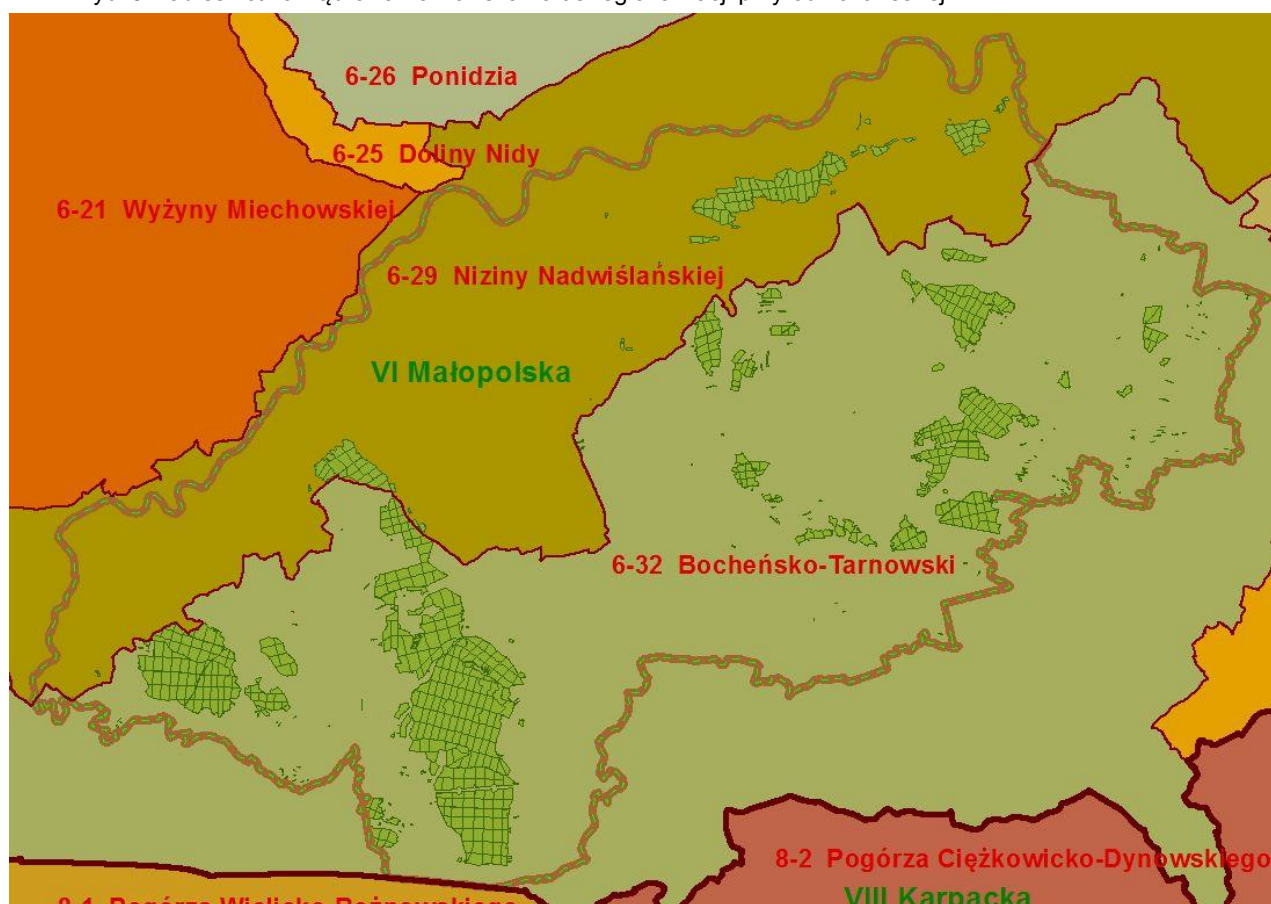 6-26 Ponidzia
6-25 Doliny Nidy
6-21 Wyżyny Miechowskiej
6-29 Niziny Nadwiślańskiej
VI Małopolska
6-32 Bocheńsko-Tarnowski
8-2 Pogórza Ciężkowicko-Dynowskiego
VIII Karpacka